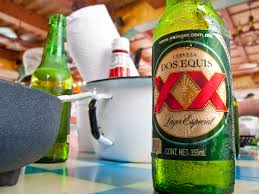 www.xxlager.com.mx
CERVEZA
DOS EQUIS
XX
Lager Especial
CONT. NET. 355mL